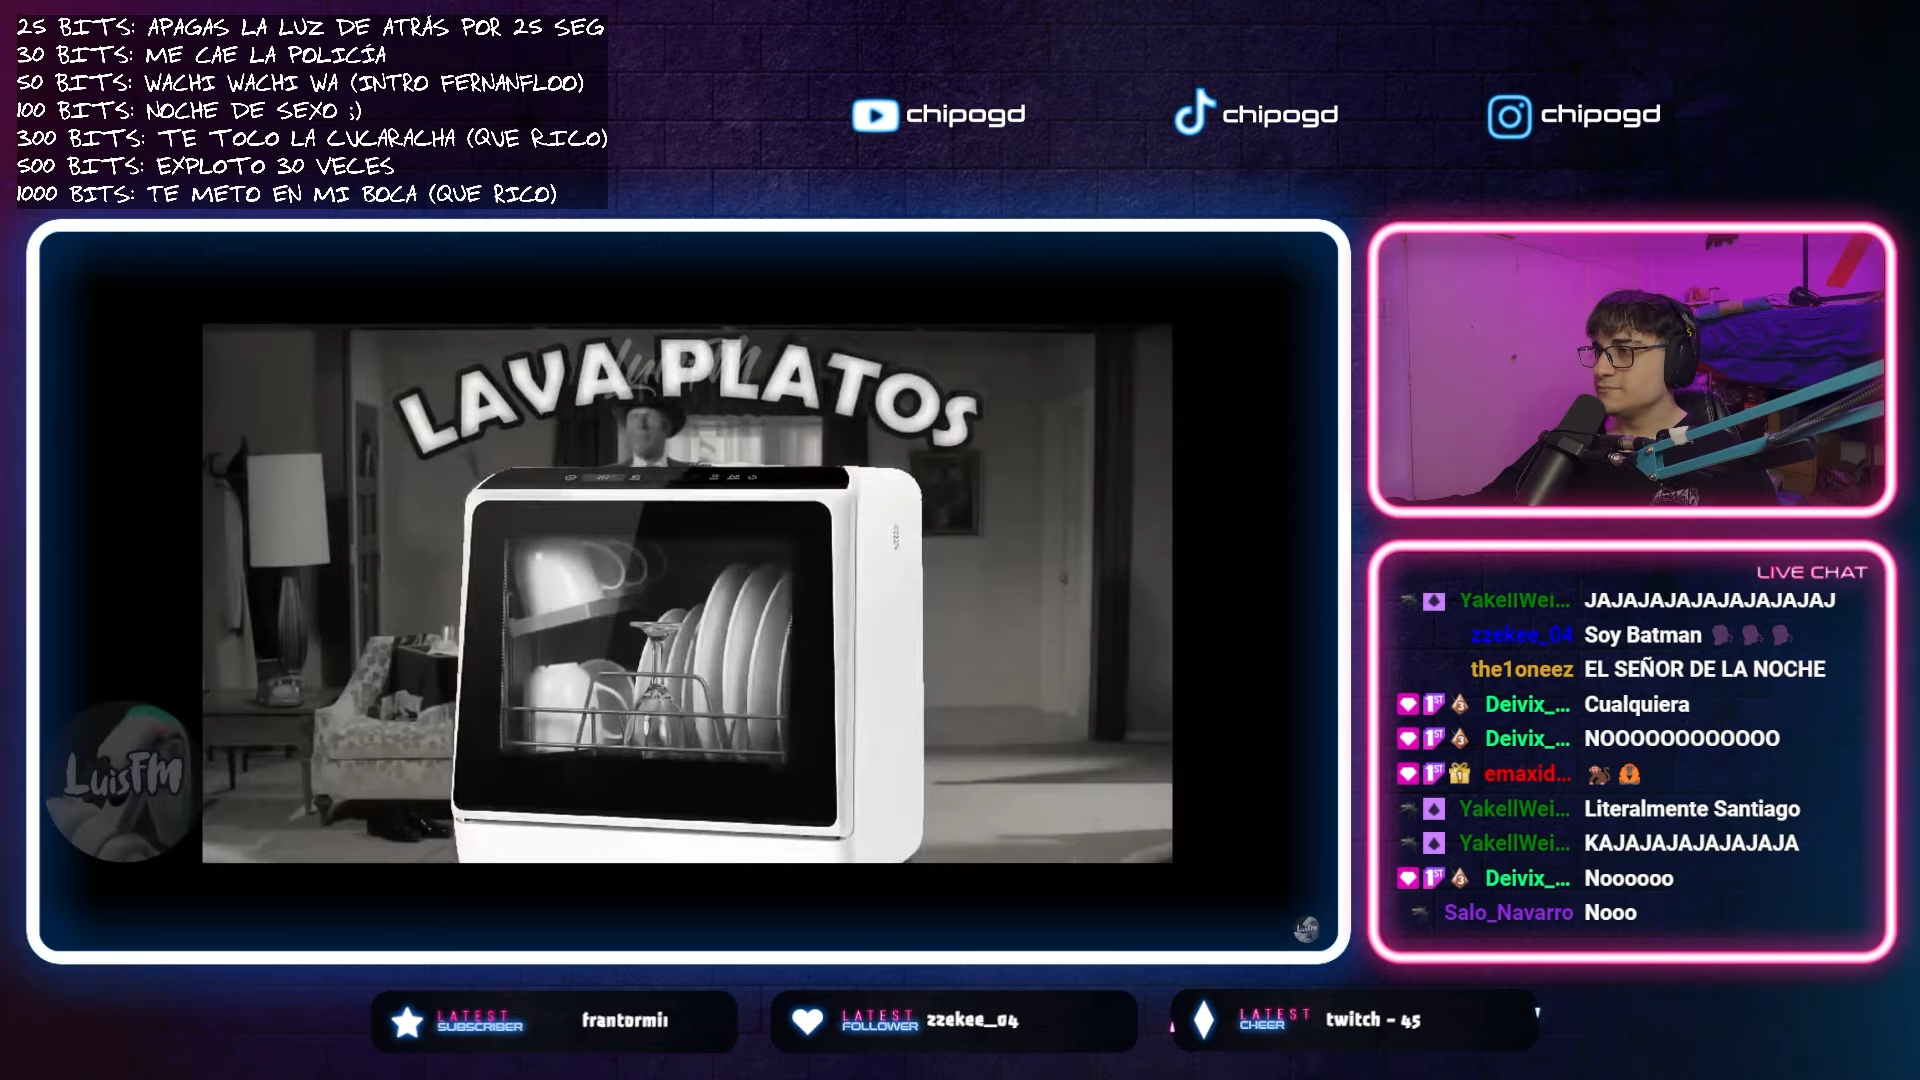 25 BITS: APAGAS LA LUZ DE ATRÁS POR 25 SEG
30 BITS: ME CAE LA POLICÍA
50 BITS: WACHI WACHI WA (INTRO FERNANFLOO)
100 BITS: NOCHE DE SEXO ;)
300 BITS: TE TOCO LA CUCARACHA (QUE RICO)
500 BITS: EXPLOTO 30 VECES
1000 BITS: TE METO EN MI BOCA (QUE RICO)
chipogd
chipogd
chipogd
LAVA PLATOS
LuisFM
LIVE CHAT
YakellWei... JAJAJAJAJAJAJAJAJAJ
zzekee_04 Soy Batman
the1oneez EL SEÑOR DE LA NOCHE
Deivix_... Cualquiera
Deivix_... NOOOOOOOOOOOO
emaxid...
YakellWei... Literalmente Santiago
YakellWei... KAJAJAJAJAJAJAJA
Deivix_... Noooooo
Salo_Navarro Nooo
LATEST SUBSCRIBER frantormii
LATEST FOLLOWER zzekee_04
LATEST CHEER twitch - 45